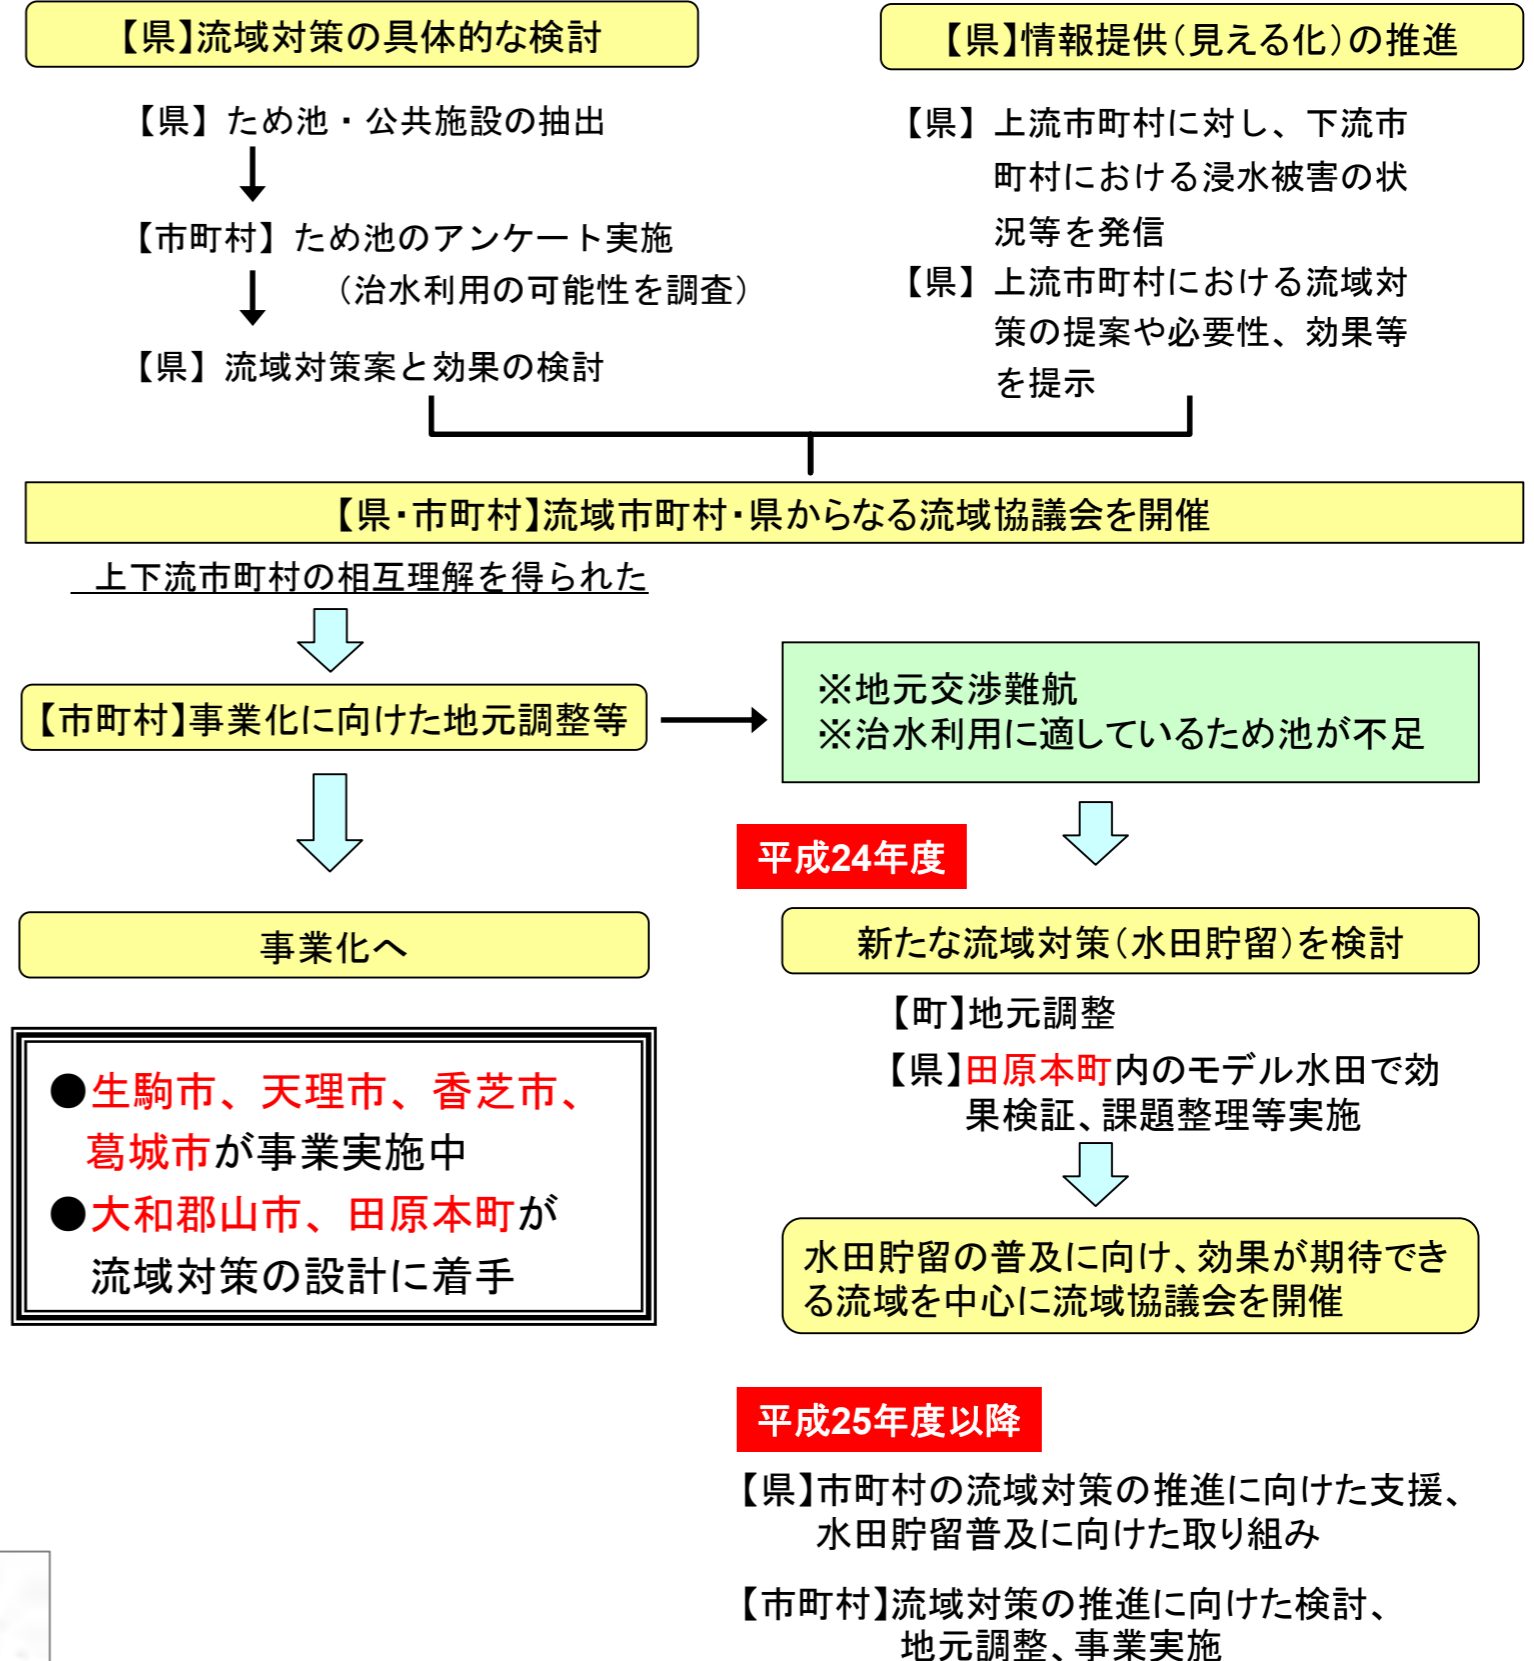 【県】流域対策の具体的な検討
【県】ため池・公共施設の抽出
【市町村】ため池のアンケート実施
（治水利用の可能性を調査）
【県】流域対策案と効果の検討
【県】情報提供（見える化）の推進
【県】上流市町村に対し、下流市
町村における浸水被害の状
況等を発信
【県】上流市町村における流域対
策の提案や必要性、効果等
を提示
【県・市町村】流域市町村・県からなる流域協議会を開催
上下流市町村の相互理解を得られた
【市町村】事業化に向けた地元調整等
※地元交渉難航
※治水利用に適しているため池が不足
事業化へ
●生駒市、天理市、香芝市、
葛城市が事業実施中
●大和郡山市、田原本町が
流域対策の設計に着手
平成24年度
新たな流域対策（水田貯留）を検討
【町】地元調整
【県】田原本町内のモデル水田で効
果検証、課題整理等実施
水田貯留の普及に向け、効果が期待でき
る流域を中心に流域協議会を開催
平成25年度以降
【県】市町村の流域対策の推進に向けた支援、
水田貯留普及に向けた取り組み
【市町村】流域対策の推進に向けた検討、
地元調整、事業実施